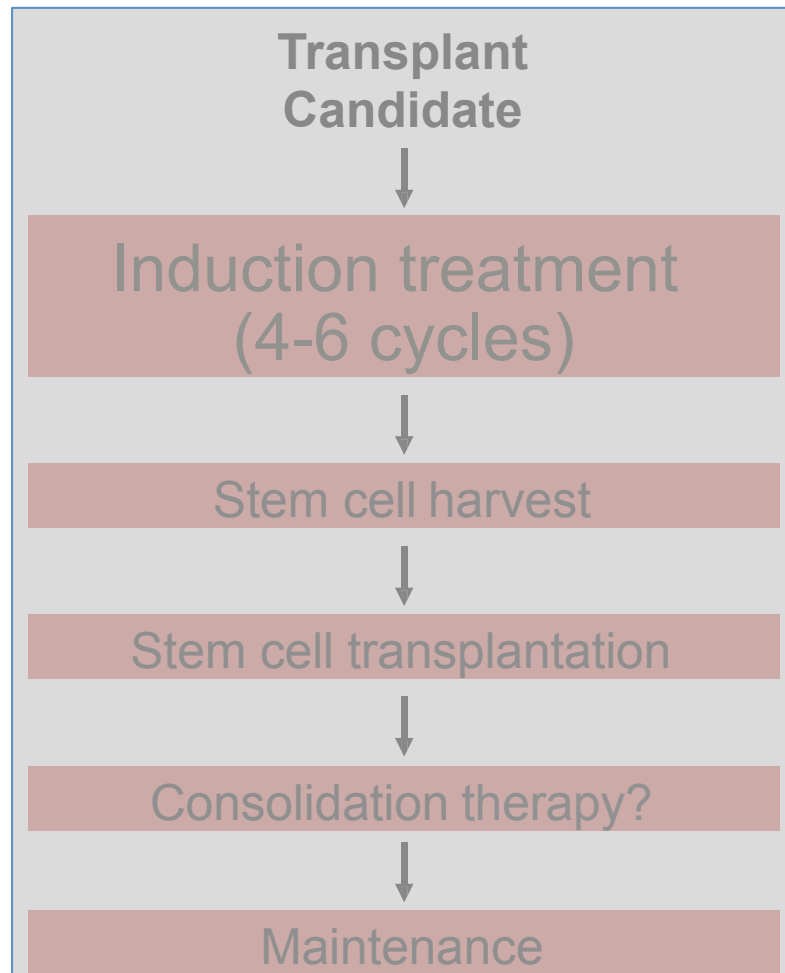 Transplant
Candidate
Induction treatment
(4-6 cycles)
Stem cell harvest
Stem cell transplantation
Consolidation therapy?
Maintenance